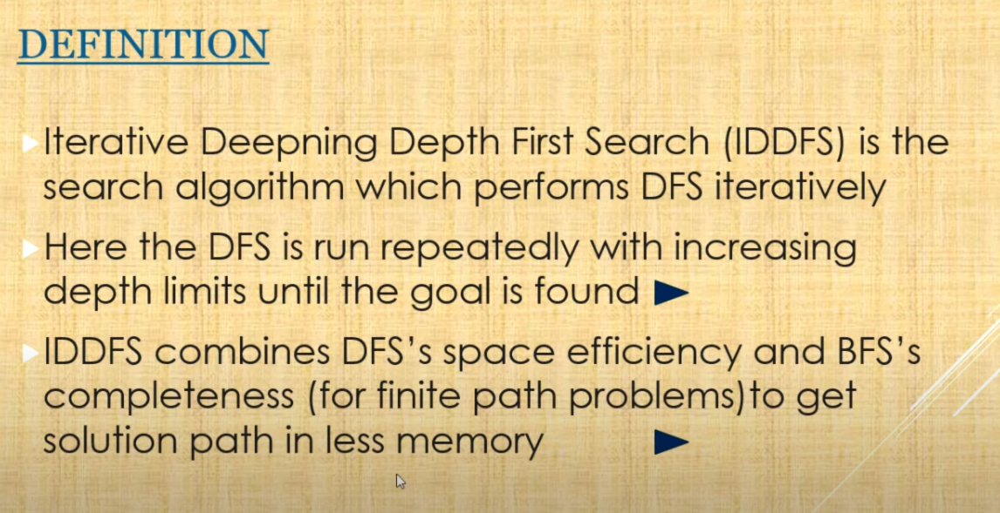 DEFINITION
Iterative Deepning Depth First Search (IDDFS) is the
search algorithm which performs DFS iteratively
Here the DFS is run repeatedly with increasing
depth limits until the goal is found
IDDFS combines DFS’s space efficiency and BFS’s
completeness (for finite path problems)to get
solution path in less memory